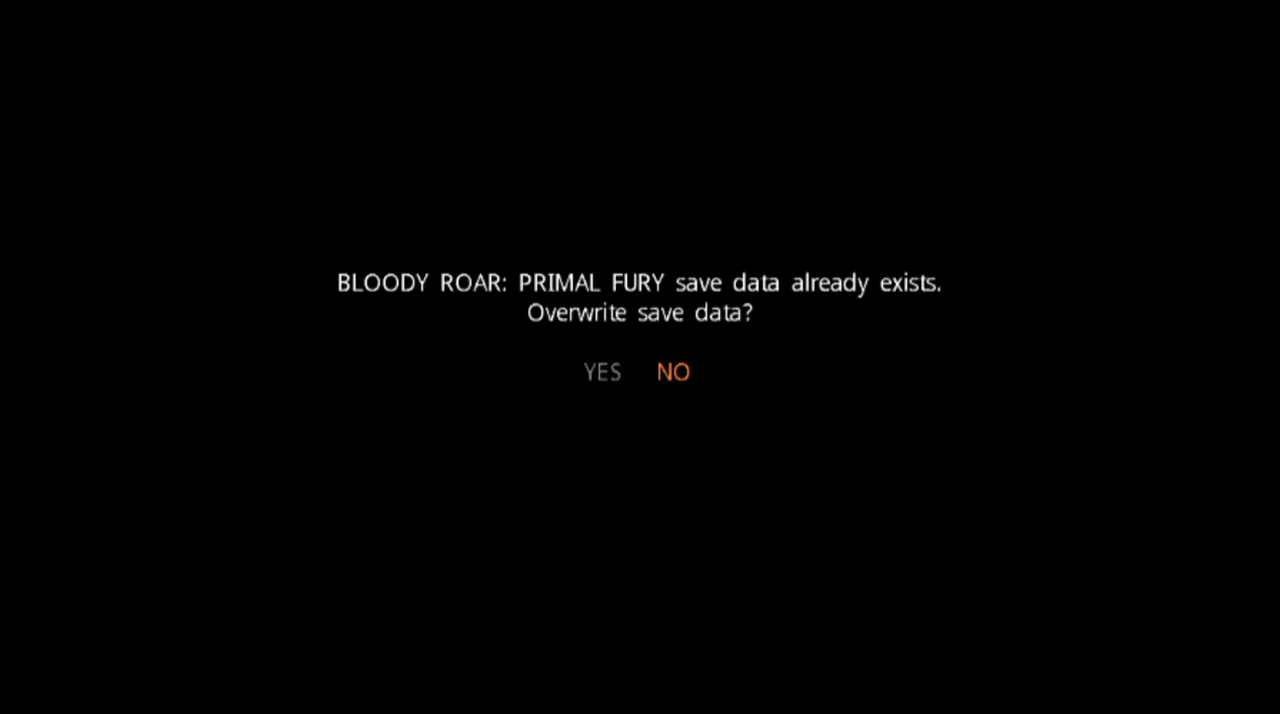 BLOODY ROAR: PRIMAL FURY save data already exists.
Overwrite save data?
YES NO